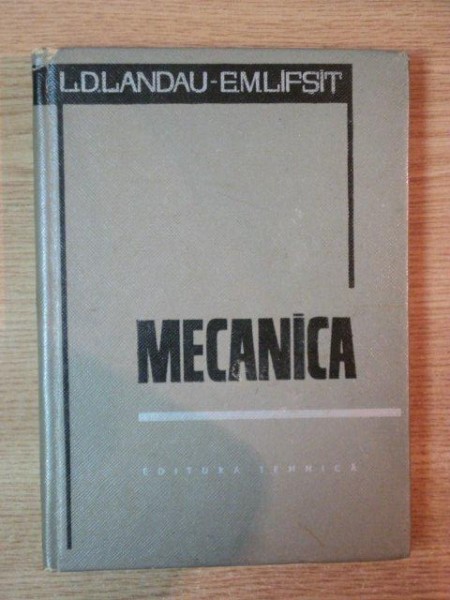 L.D.LANDAU-E.M.LIFȘIȚ
MECANICA
EDITURA TEHNICĂ